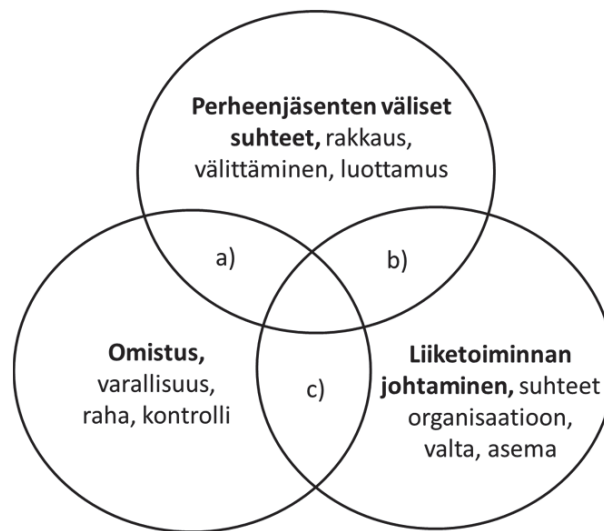 Perheenjäsenten väliset
suhteet, rakkaus,
välittäminen, luottamus
a)
b)
Omistus,
varallisuus,
raha, kontrolli
c)
Liiketoiminnan
johtaminen, suhteet
organisaatioon,
valta, asema